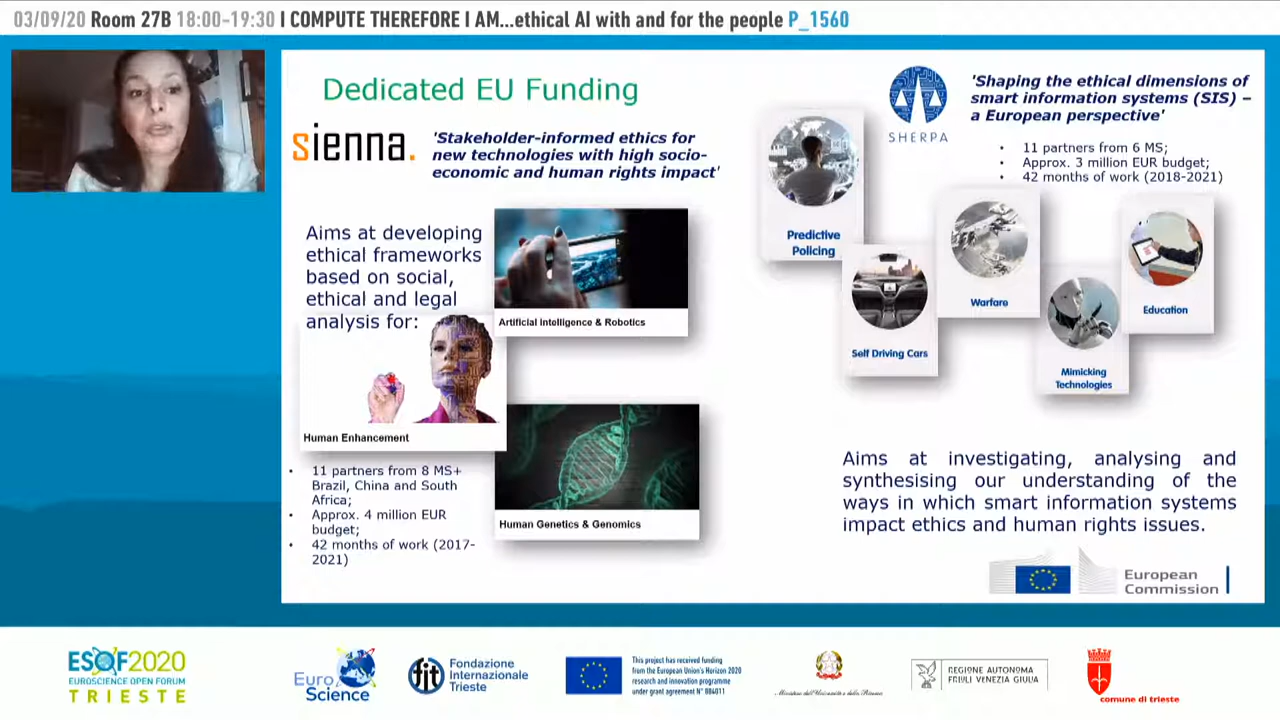 03/09/20 Room 27B 18:00-19:30 I COMPUTE THEREFORE I AM...ethical AI with and for the people P_1560
Dedicated EU Funding
sienna.
'Stakeholder-informed ethics for
new technologies with high socio-
economic and human rights impact'
Aims at developing
ethical frameworks
based on social,
ethical and legal
analysis for:
Artificial Intelligence & Robotics
Human Enhancement
Human Genetics & Genomics
• 11 partners from 8 MS+
Brazil, China and South
Africa;
• Approx. 4 million EUR
budget;
• 42 months of work (2017-
2021)
SHERPA
'Shaping the ethical dimensions of
smart information systems (SIS) –
a European perspective'
• 11 partners from 6 MS;
• Approx. 3 million EUR budget;
• 42 months of work (2018-2021)
Predictive
Policing
Self Driving Cars
Warfare
Mimicking
Technologies
Education
Aims at investigating, analysing and
synthesising our understanding of the
ways in which smart information systems
impact ethics and human rights issues.
European
Commission
ESOF2020
EUROSCIENCE OPEN FORUM
TRIESTE
Euro
Science
fit
Fondazione
Internazionale
Trieste
This project has received funding
from the European Union's Horizon 2020
research and innovation programme
under grant agreement N° 884011
Ministero dell'Università e della Ricerca
REGIONE AUTONOMA
FRIULI VENEZIA GIULIA
comune di trieste